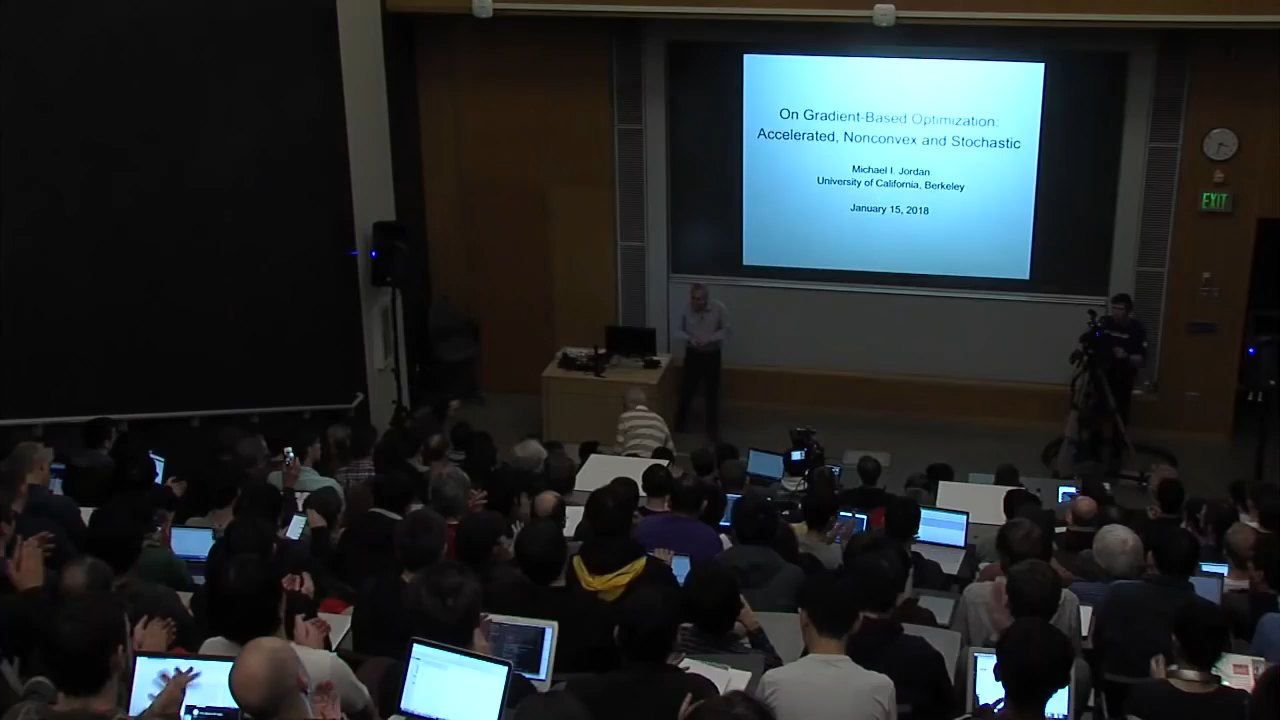 On Gradient-Based Optimization:
Accelerated, Nonconvex and Stochastic
Michael I. Jordan
University of California, Berkeley
January 15, 2018
EXIT